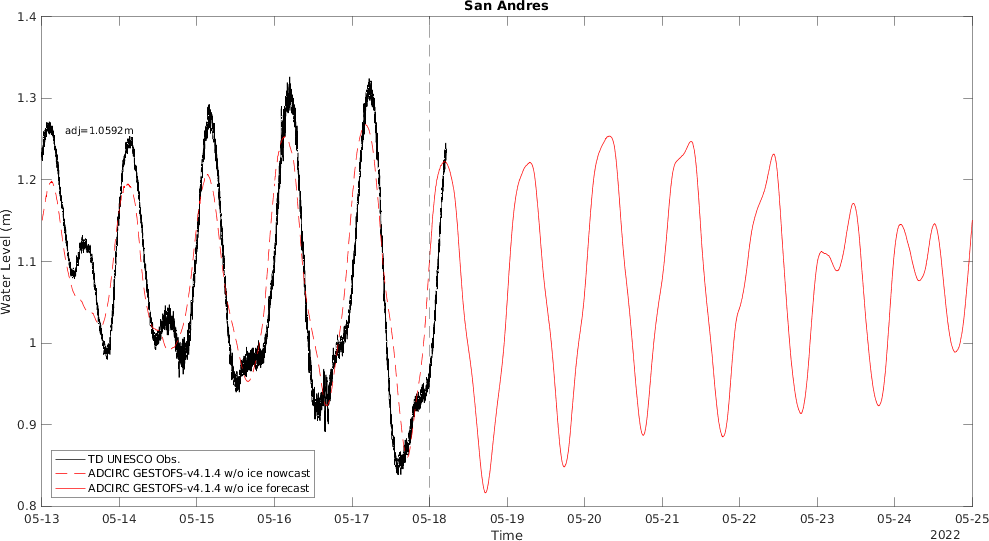 San Andres
1.4
1.3
1.2
1.1
1
0.9
0.8
Water Level (m)
adj=1.0592m
TD UNESCO Obs.
ADCIRC GESTOFS-v4.1.4 w/o ice nowcast
ADCIRC GESTOFS-v4.1.4 w/o ice forecast
05-13 05-14 05-15 05-16 05-17 05-18 05-19 05-20 05-21 05-22 05-23 05-24 05-25
Time
2022